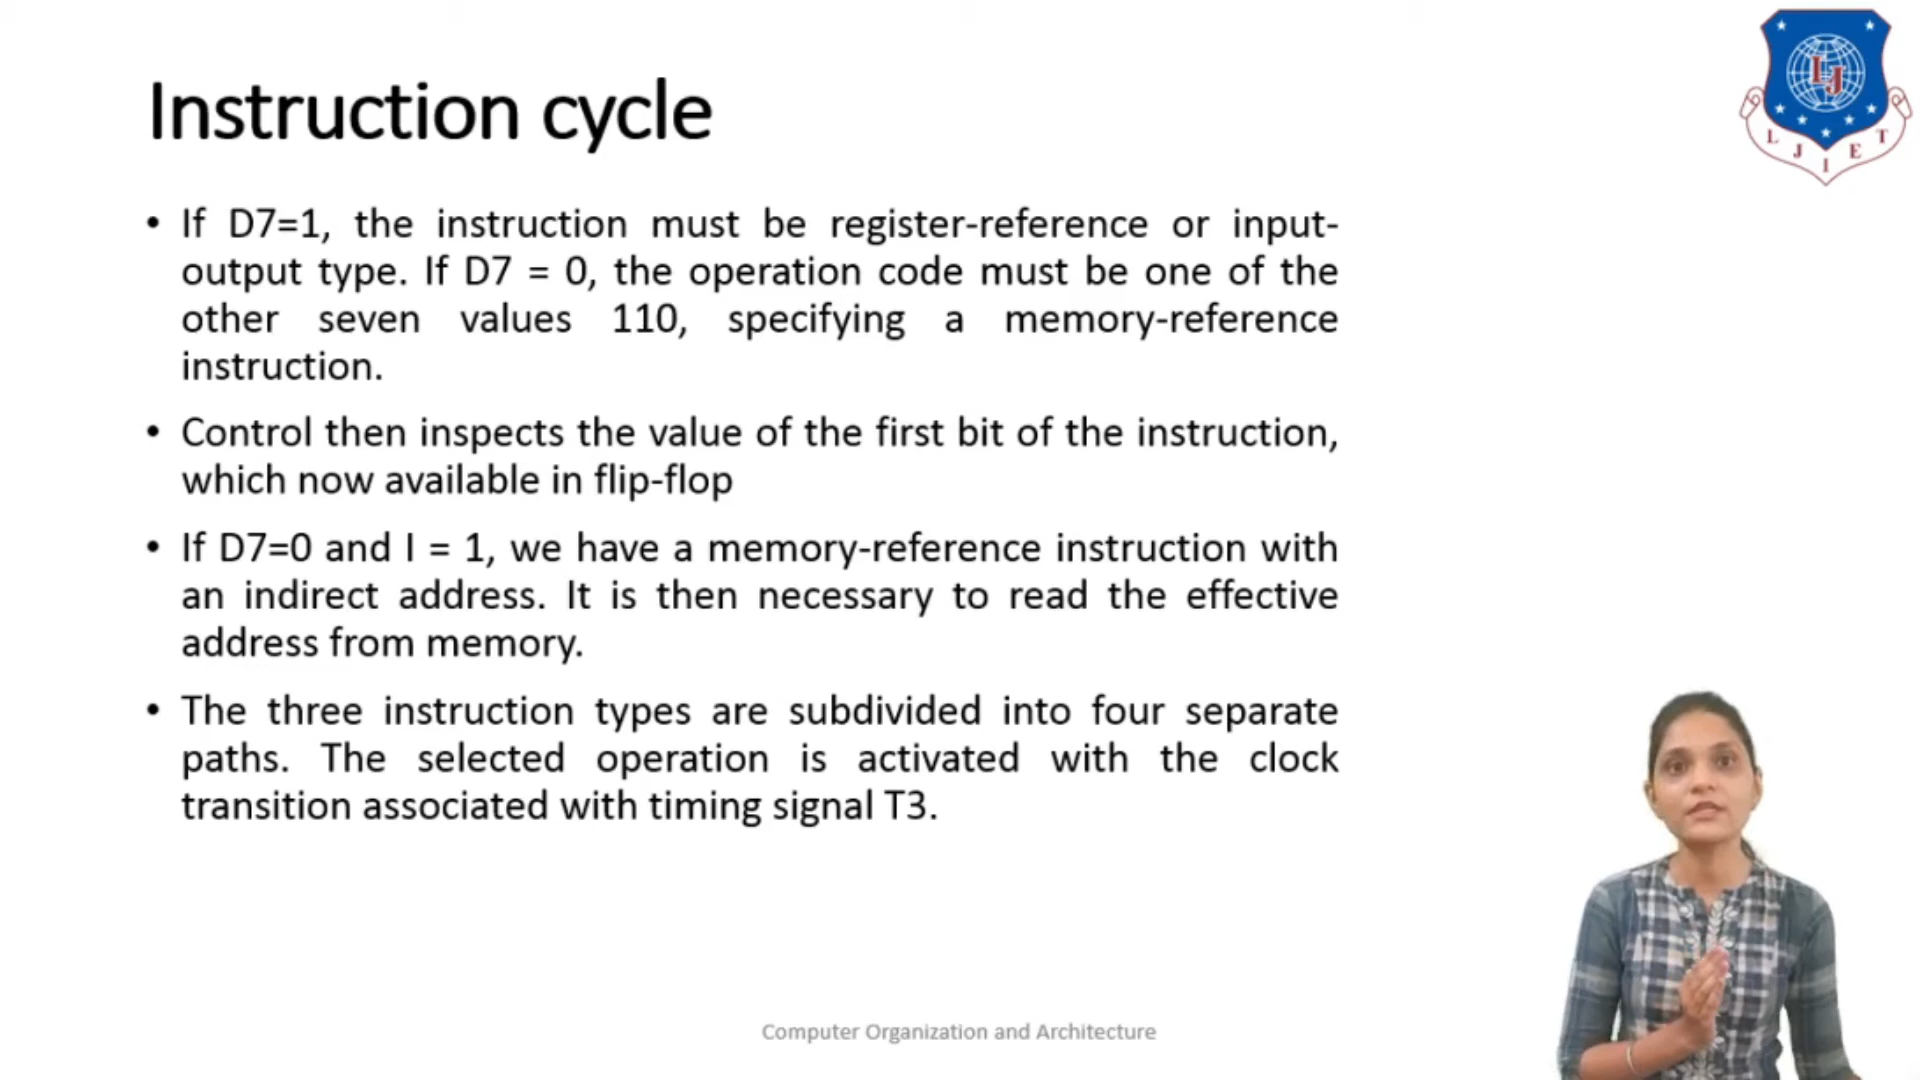 Instruction cycle
• If D7=1, the instruction must be register-reference or input-
output type. If D7 = 0, the operation code must be one of the
other seven values 110, specifying a memory-reference
instruction.
• Control then inspects the value of the first bit of the instruction,
which now available in flip-flop
• If D7=0 and I = 1, we have a memory-reference instruction with
an indirect address. It is then necessary to read the effective
address from memory.
• The three instruction types are subdivided into four separate
paths. The selected operation is activated with the clock
transition associated with timing signal T3.
Computer Organization and Architecture
LJ
L J I E T